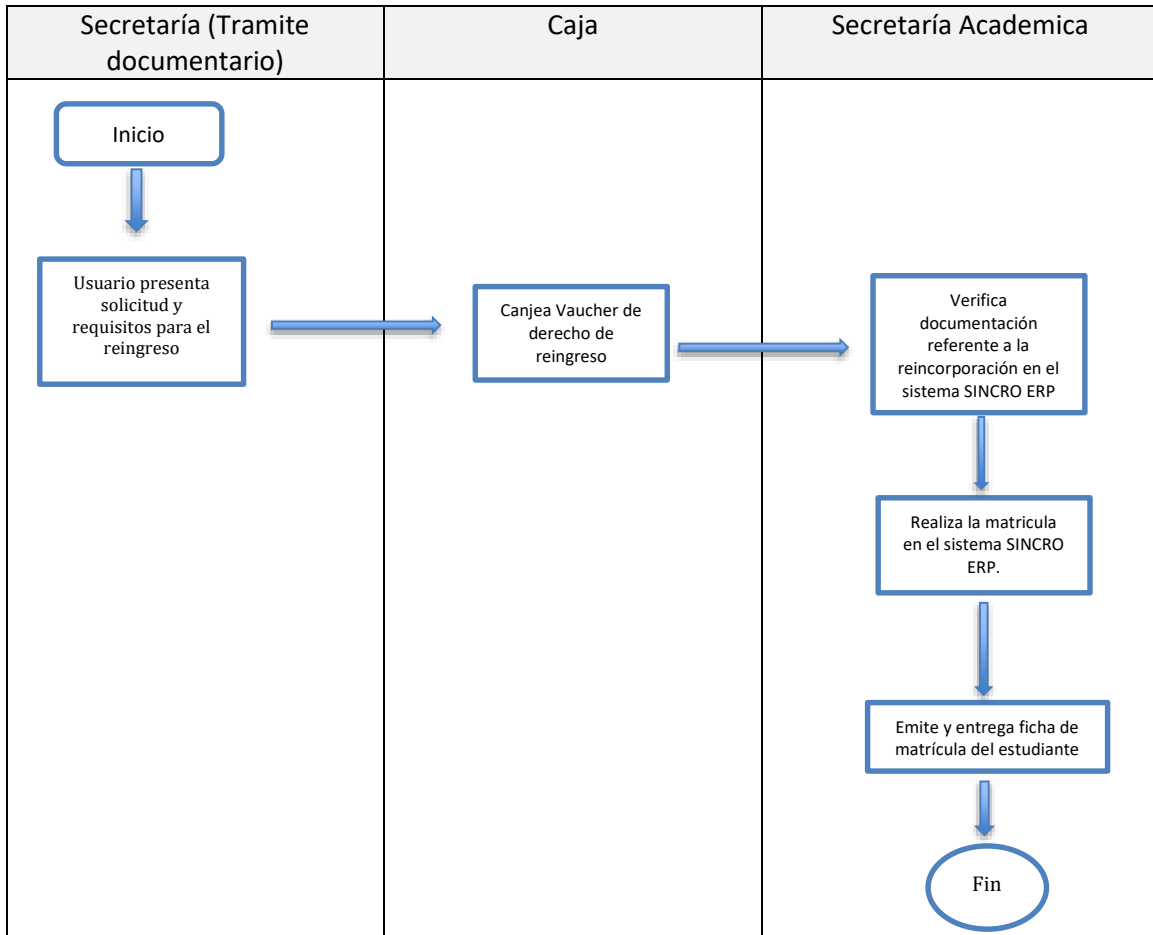 Secretaría (Tramite
documentario)
Caja
Secretaría Academica
Inicio
Usuario presenta
solicitud y
requisitos para el
reingreso
Canjea Vaucher de
derecho de
reingreso
Verifica
documentación
referente a la
reincorporación en el
sistema SINCRO ERP
Realiza la matricula
en el sistema SINCRO
ERP.
Emite y entrega ficha de
matrícula del estudiante
Fin